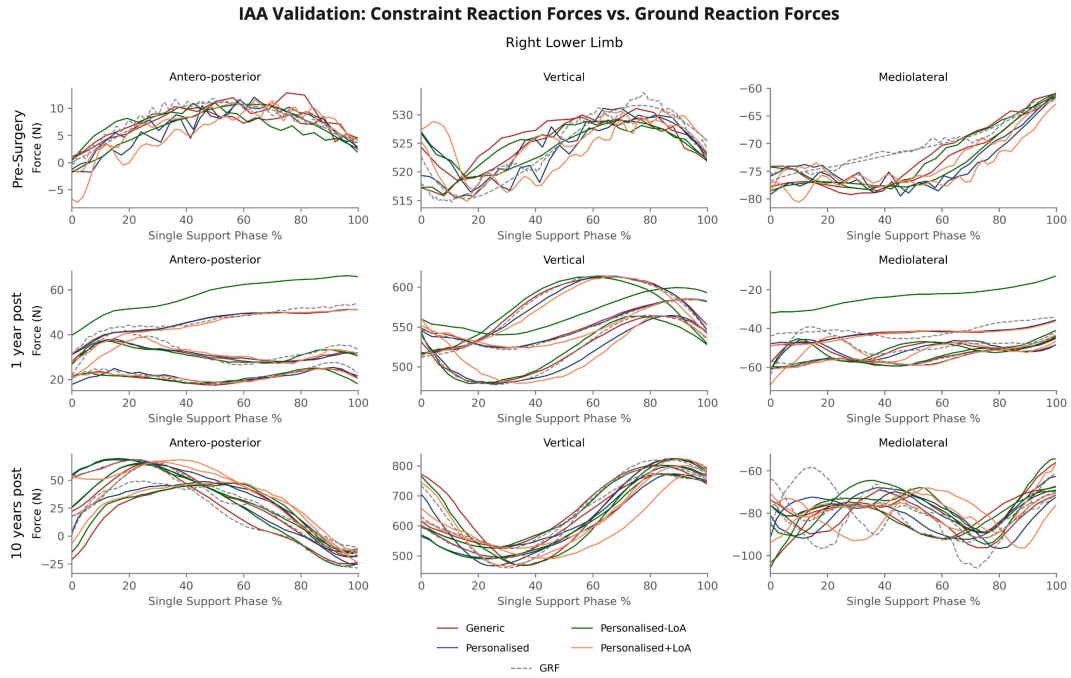 IAA Validation: Constraint Reaction Forces vs. Ground Reaction Forces
Right Lower Limb
Antero-posterior
Vertical
Mediolateral
Pre-Surgery
Force (N)
10
5
0
−5
0 20 40 60 80 100
Single Support Phase %
530
525
520
515
0 20 40 60 80 100
Single Support Phase %
−60
−65
−70
−75
−80
0 20 40 60 80 100
Single Support Phase %
Antero-posterior
Vertical
Mediolateral
1 year post
Force (N)
60
40
20
0 20 40 60 80 100
Single Support Phase %
600
550
500
0 20 40 60 80 100
Single Support Phase %
−20
−40
−60
0 20 40 60 80 100
Single Support Phase %
Antero-posterior
Vertical
Mediolateral
10 years post
Force (N)
50
25
0
−25
0 20 40 60 80 100
Single Support Phase %
800
700
600
500
0 20 40 60 80 100
Single Support Phase %
−60
−80
−100
0 20 40 60 80 100
Single Support Phase %
Generic
Personalised
Personalised-LoA
Personalised+LoA
GRF